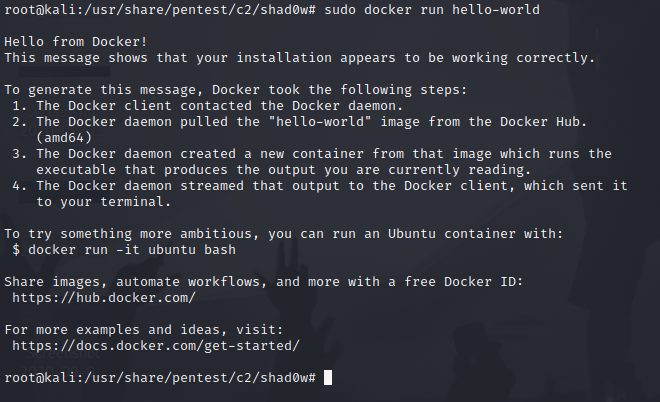 root@kali:/usr/share/pentest/c2/shad0w# sudo docker run hello-world
Hello from Docker!
This message shows that your installation appears to be working correctly.
To generate this message, Docker took the following steps:
1. The Docker client contacted the Docker daemon.
2. The Docker daemon pulled the "hello-world" image from the Docker Hub.
(amd64)
3. The Docker daemon created a new container from that image which runs the
executable that produces the output you are currently reading.
4. The Docker daemon streamed that output to the Docker client, which sent it
to your terminal.
To try something more ambitious, you can run an Ubuntu container with:
$ docker run -it ubuntu bash
Share images, automate workflows, and more with a free Docker ID:
https://hub.docker.com/
For more examples and ideas, visit:
https://docs.docker.com/get-started/
root@kali:/usr/share/pentest/c2/shad0w#